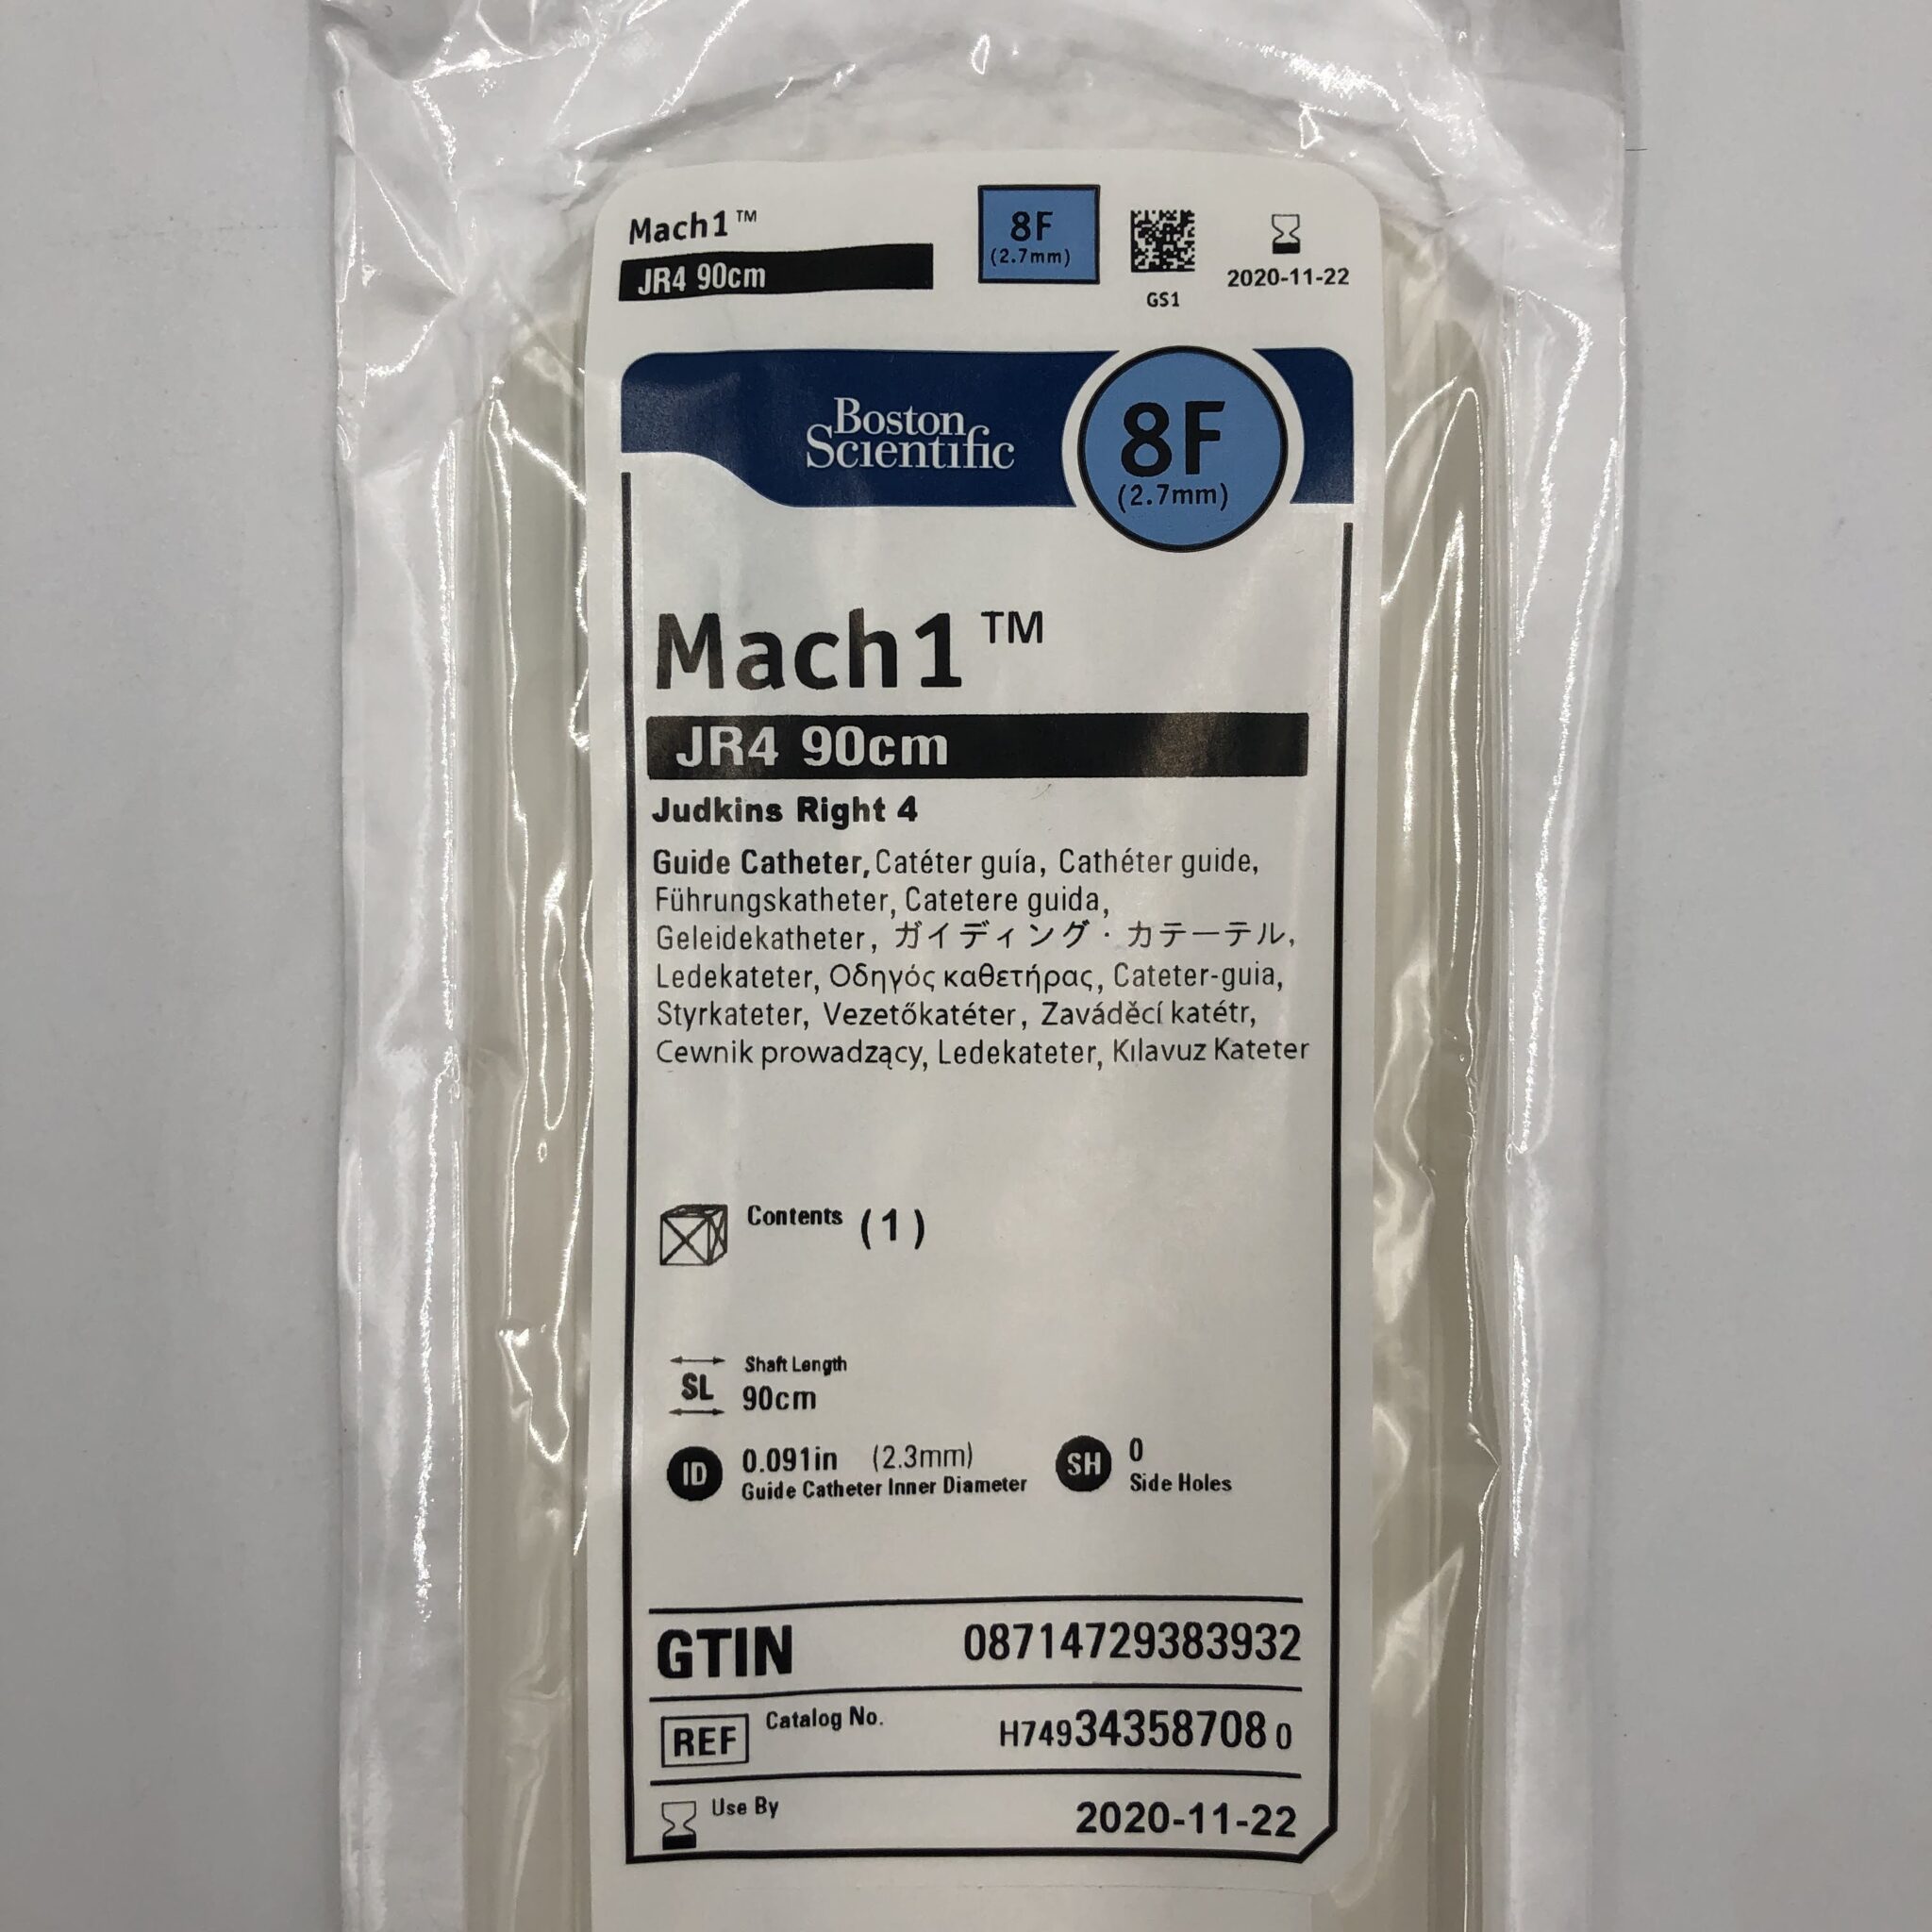 Mach1™
JR4 90cm
8F
(2.7mm)
GS1
2020-11-22
Boston
Scientific
8F
(2.7mm)
Mach1™
JR4 90cm
Judkins Right 4
Guide Catheter, Catéter guía, Cathéter guide,
Führungskatheter, Catetere guida,
Geleidekatheter, ガイディング・カテーテル,
Ledekateter, Οδηγός καθετήρας, Cateter-guia,
Styrkateter, Vezetőkatéter, Zaváděcí katétr,
Cewnik prowadzący, Ledekateter, Kılavuz Kateter
Contents (1)
Shaft Length
SL 90cm
ID 0.091in (2.3mm)
Guide Catheter Inner Diameter
SH 0
Side Holes
GTIN 08714729383932
REF Catalog No. H74934358708 0
Use By 2020-11-22